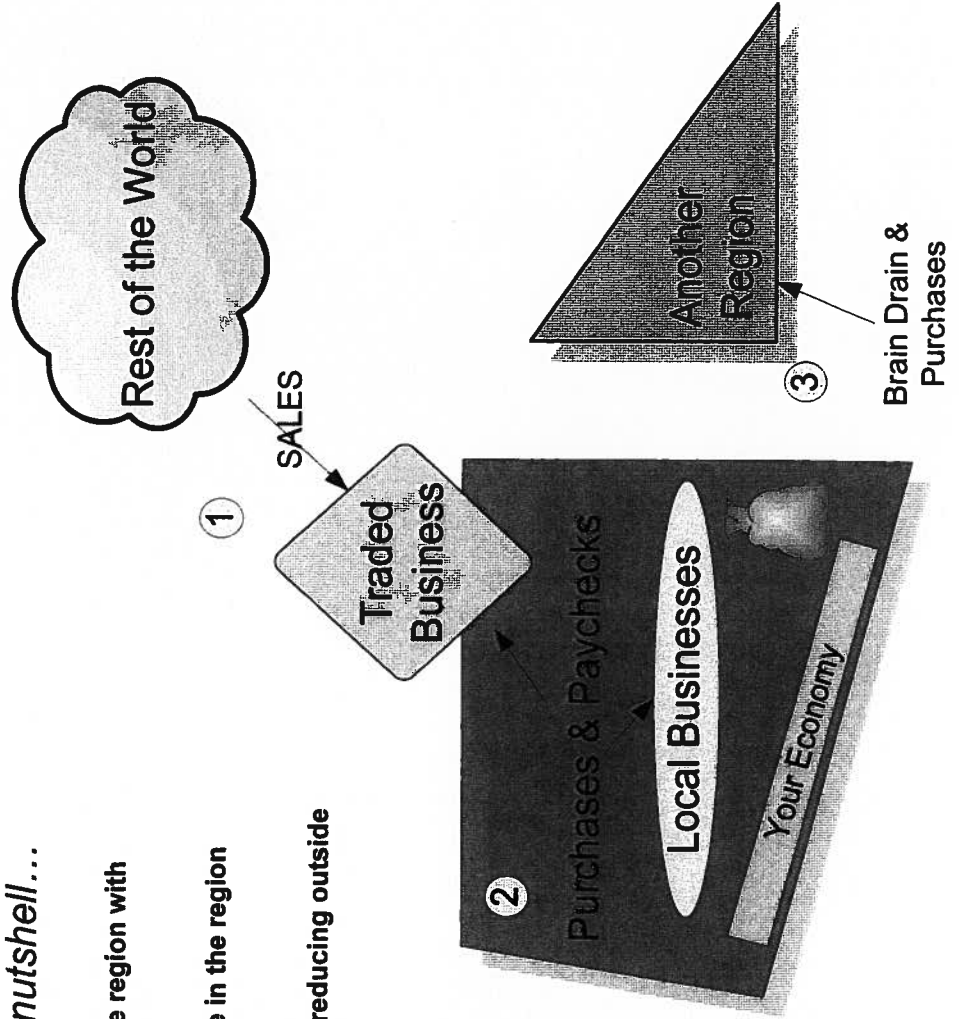 nutshell...
region with
in the region
reducing outside
1
Rest of the World
SALES
Traded
Business
2
Purchases & Paychecks
Local Businesses
Your Economy
3
Another
Region
Brain Drain &
Purchases